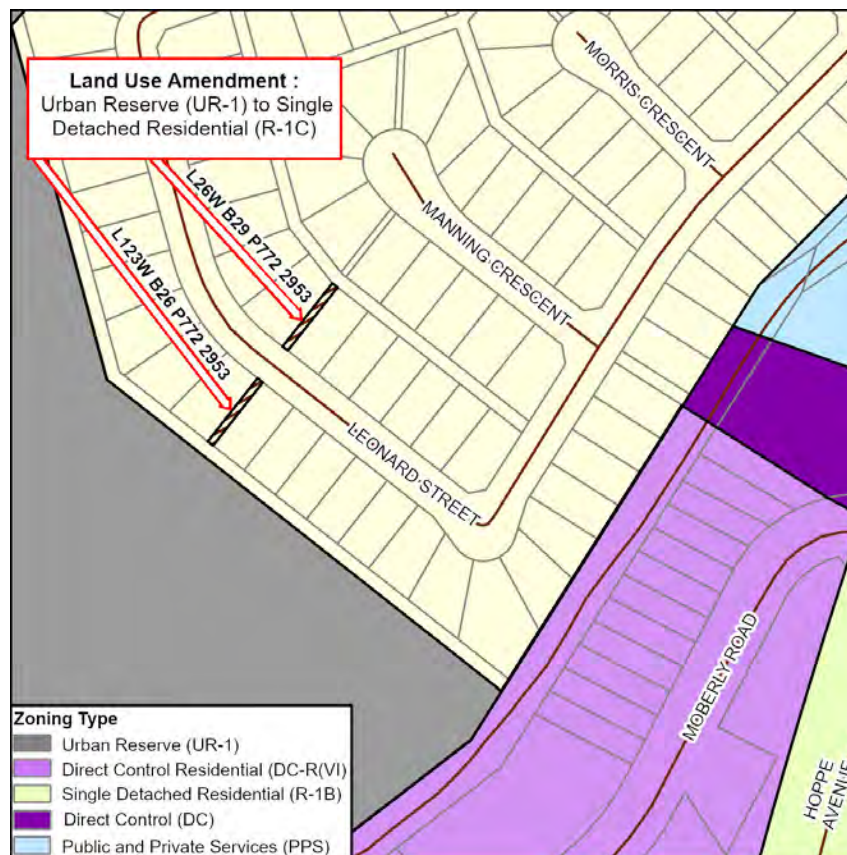 Land Use Amendment :
Urban Reserve (UR-1) to Single
Detached Residential (R-1C)
MORRIS CRESCENT
L26W B29 P772 2953
MANNING CRESCENT
L123W B26 P772 2953
LEONARD STREET
MOBERLY ROAD
HOPPE
AVENUE
Zoning Type
Urban Reserve (UR-1)
Direct Control Residential (DC-R(VI)
Single Detached Residential (R-1B)
Direct Control (DC)
Public and Private Services (PPS)